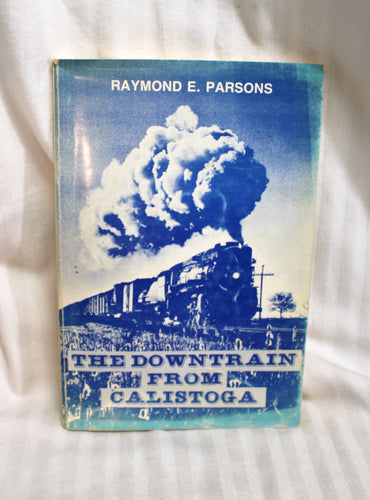 RAYMOND E. PARSONS
THE DOWNTRAIN
FROM
CALISTOGA